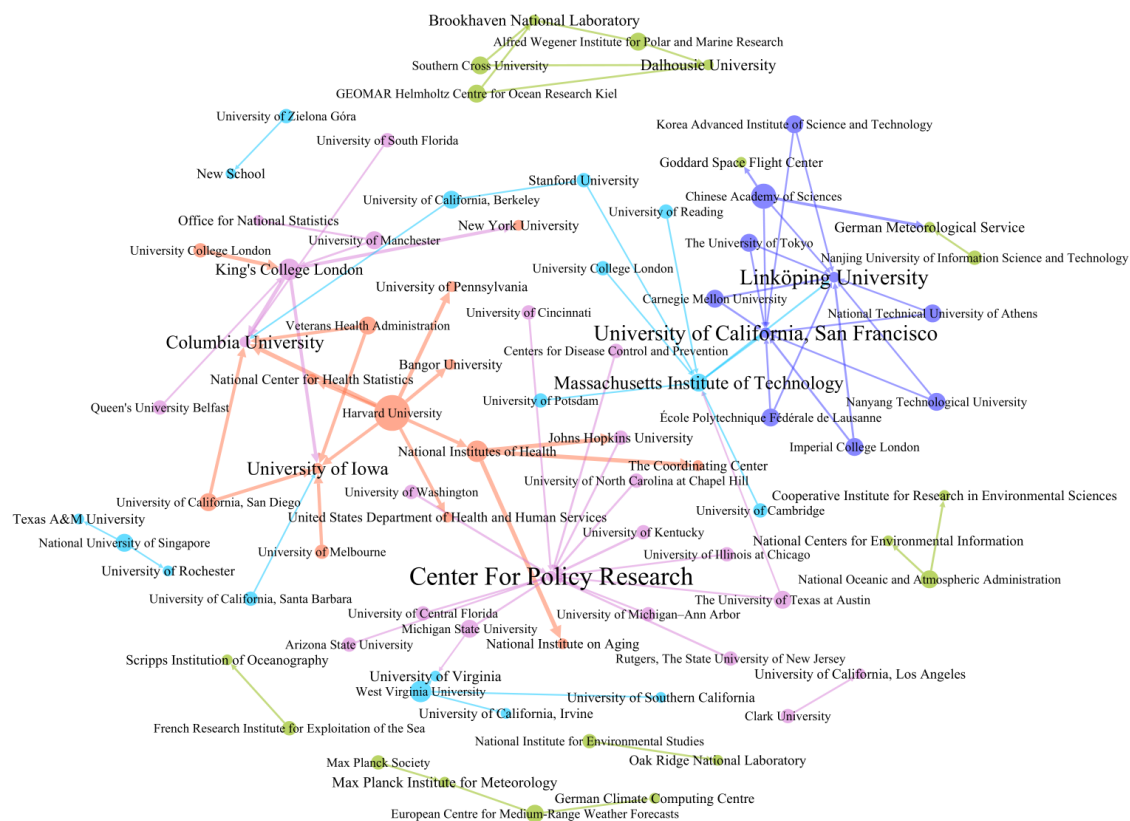 Brookhaven National Laboratory
Alfred Wegener Institute for Polar and Marine Research
Southern Cross University
Dalhousie University
GEOMAR Helmholtz Centre for Ocean Research Kiel
University of Zielona Góra
Korea Advanced Institute of Science and Technology
University of South Florida
Goddard Space Flight Center
New School
Stanford University
University of California, Berkeley
Chinese Academy of Sciences
University of Reading
Office for National Statistics
New York University
German Meteorological Service
University of Manchester
The University of Tokyo
University College London
Nanjing University of Information Science and Technology
King's College London
University College London
Linköping University
University of Pennsylvania
Carnegie Mellon University
University of Cincinnati
National Technical University of Athens
Veterans Health Administration
University of California, San Francisco
Columbia University
Centers for Disease Control and Prevention
Bangor University
National Center for Health Statistics
Massachusetts Institute of Technology
University of Potsdam
Nanyang Technological University
Queen's University Belfast
Harvard University
École Polytechnique Fédérale de Lausanne
Johns Hopkins University
Imperial College London
National Institutes of Health
The Coordinating Center
University of Iowa
University of North Carolina at Chapel Hill
University of Washington
Cooperative Institute for Research in Environmental Sciences
University of California, San Diego
University of Cambridge
Texas A&M University
United States Department of Health and Human Services
University of Kentucky
National Centers for Environmental Information
National University of Singapore
University of Melbourne
University of Illinois at Chicago
University of Rochester
Center For Policy Research
National Oceanic and Atmospheric Administration
University of California, Santa Barbara
The University of Texas at Austin
University of Central Florida
University of Michigan–Ann Arbor
Michigan State University
Arizona State University
National Institute on Aging
Scripps Institution of Oceanography
Rutgers, The State University of New Jersey
University of Virginia
University of California, Los Angeles
West Virginia University
University of Southern California
University of California, Irvine
Clark University
French Research Institute for Exploitation of the Sea
National Institute for Environmental Studies
Max Planck Society
Oak Ridge National Laboratory
Max Planck Institute for Meteorology
German Climate Computing Centre
European Centre for Medium-Range Weather Forecasts